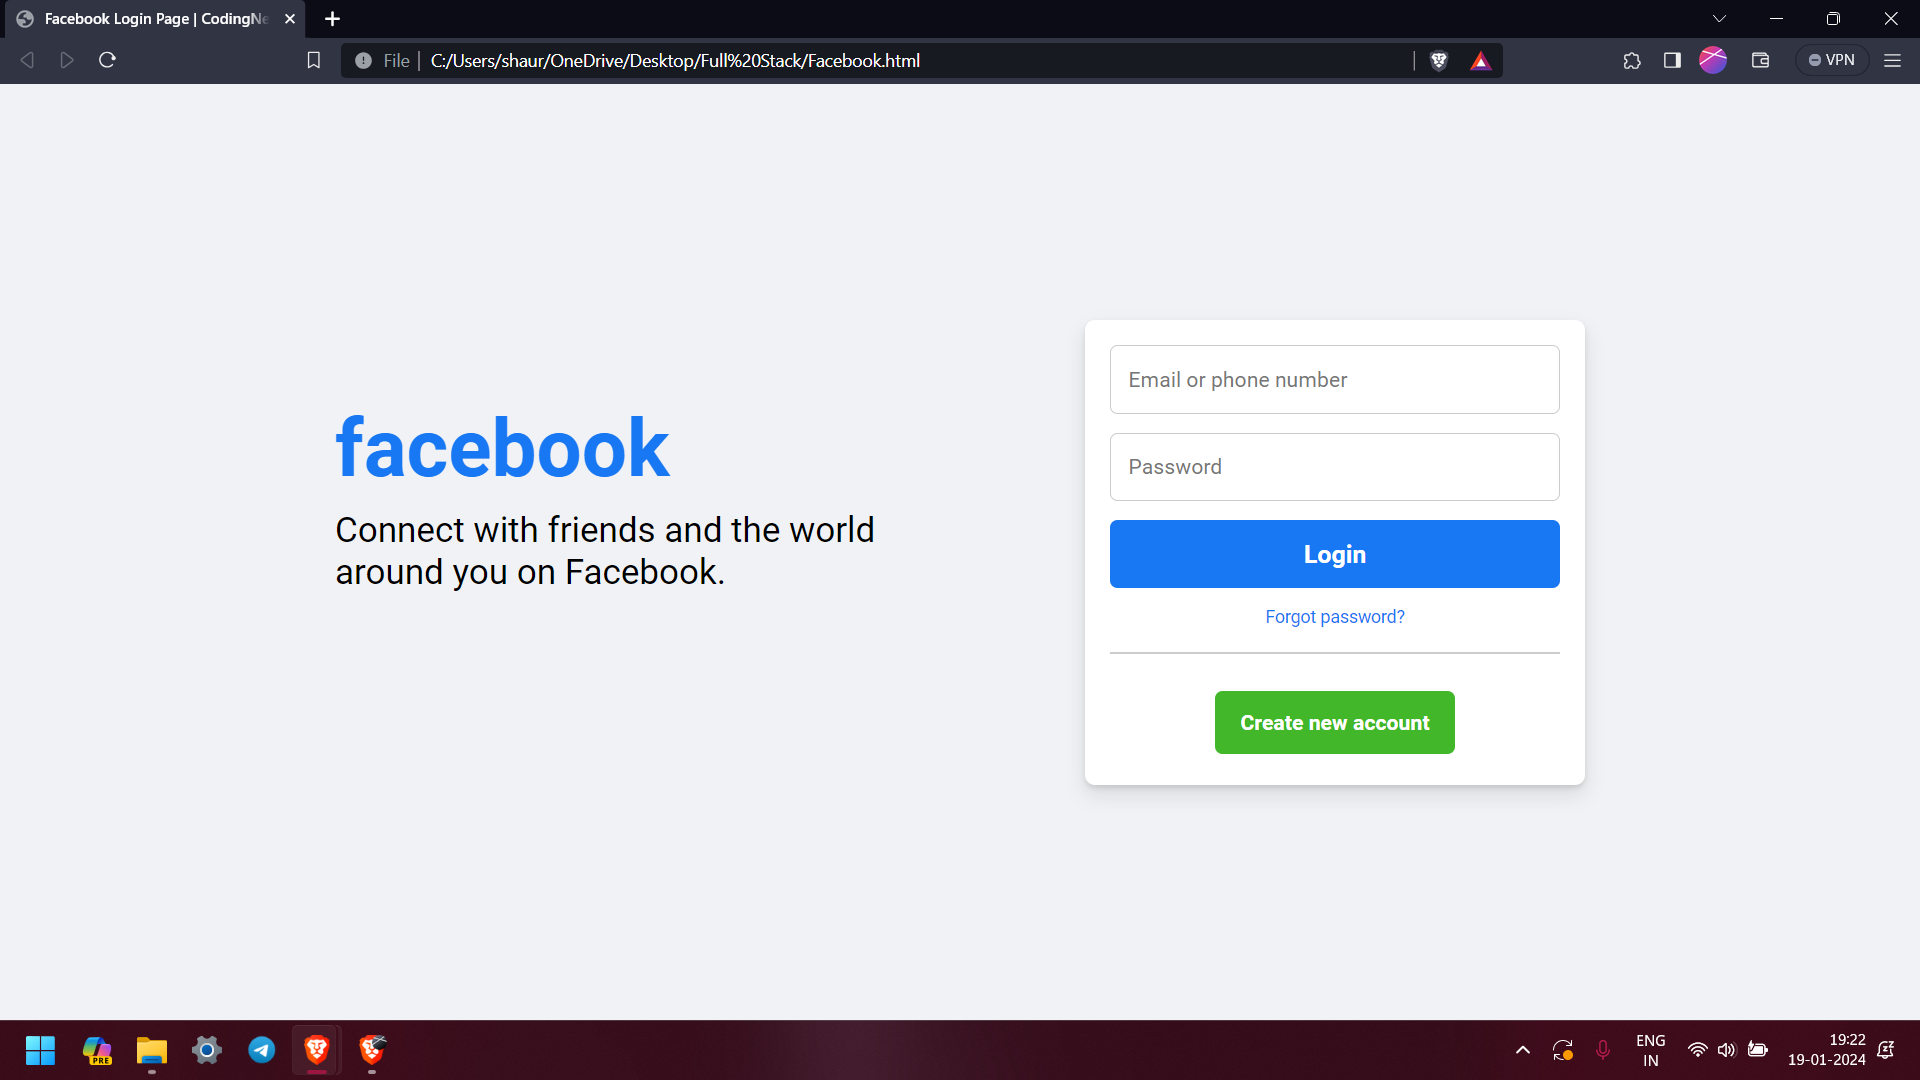 Facebook Login Page | CodingNe
File
C:/Users/shaur/OneDrive/Desktop/Full%20Stack/Facebook.html
VPN
facebook
Connect with friends and the world
around you on Facebook.
Email or phone number
Password
Login
Forgot password?
Create new account
PRE
ENG
IN
19:22
19-01-2024